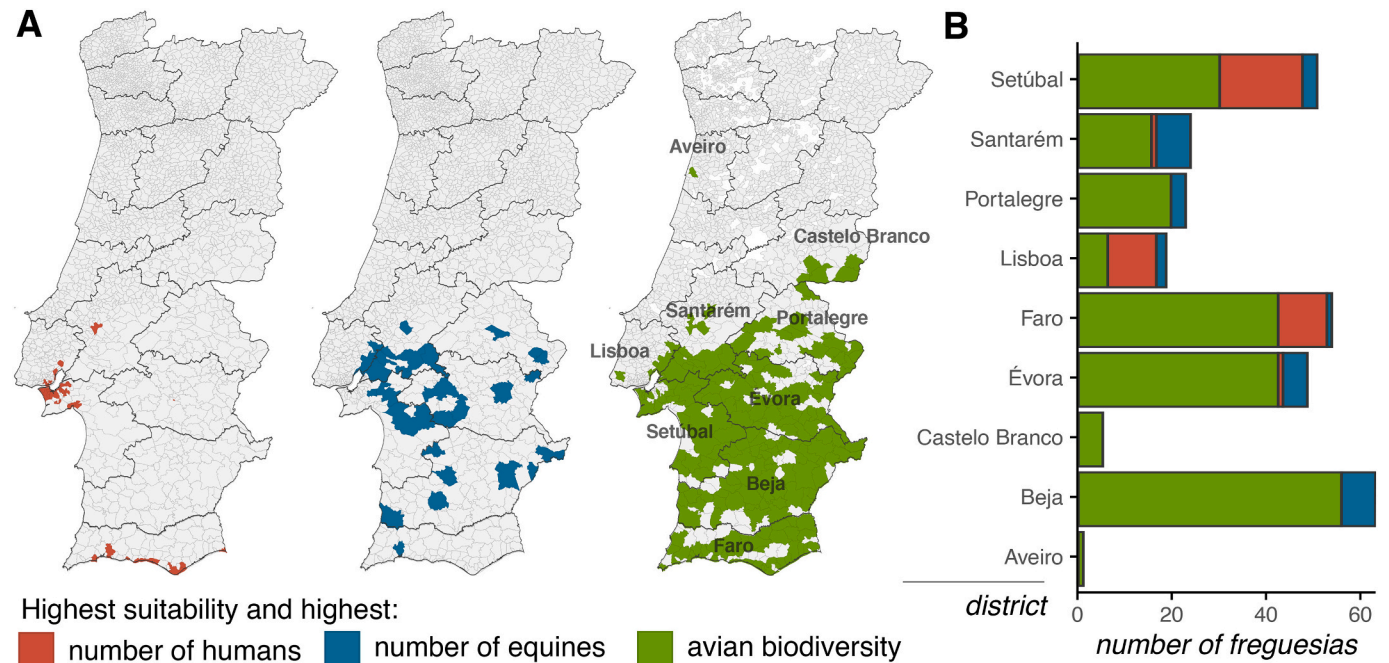 A
Aveiro
Castelo Branco
Santarém
Portalegre
Lisboa
Évora
Setúbal
Beja
Faro
Highest suitability and highest:
number of humans
number of equines
avian biodiversity
B
Setúbal
Santarém
Portalegre
Lisboa
Faro
Évora
Castelo Branco
Beja
Aveiro
district
0 20 40 60
number of freguesias